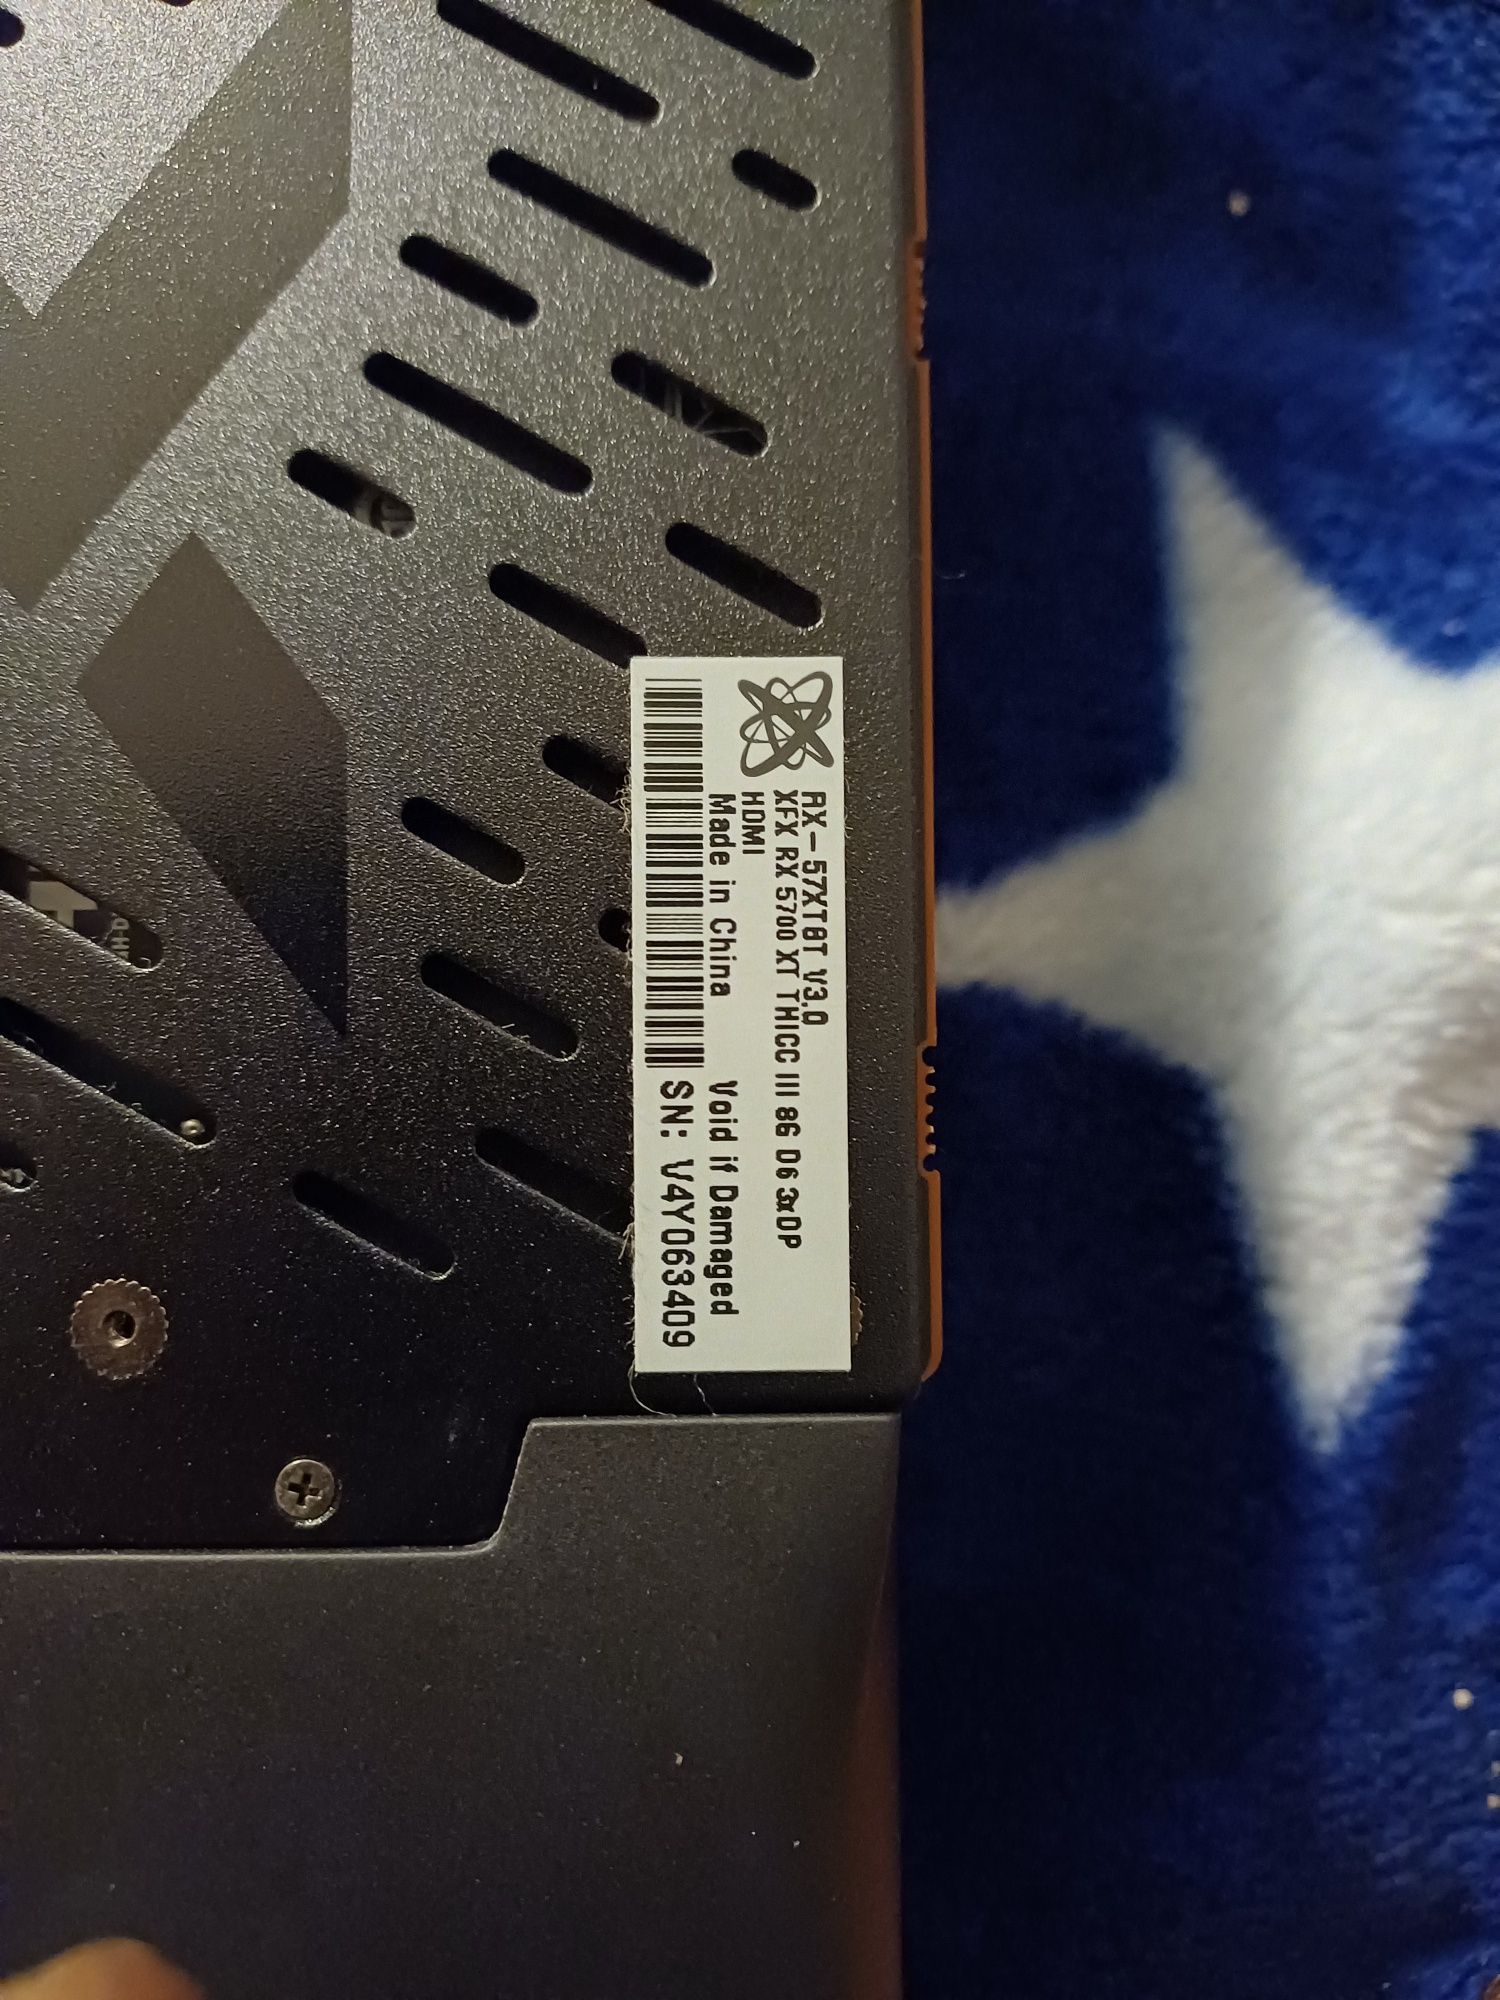 RX-57XT8T V3.0
XFX RX 5700 XT THICC III 8G D6 3xDP
HDMI
Made in China Void if Damaged
SN: V4Y063409